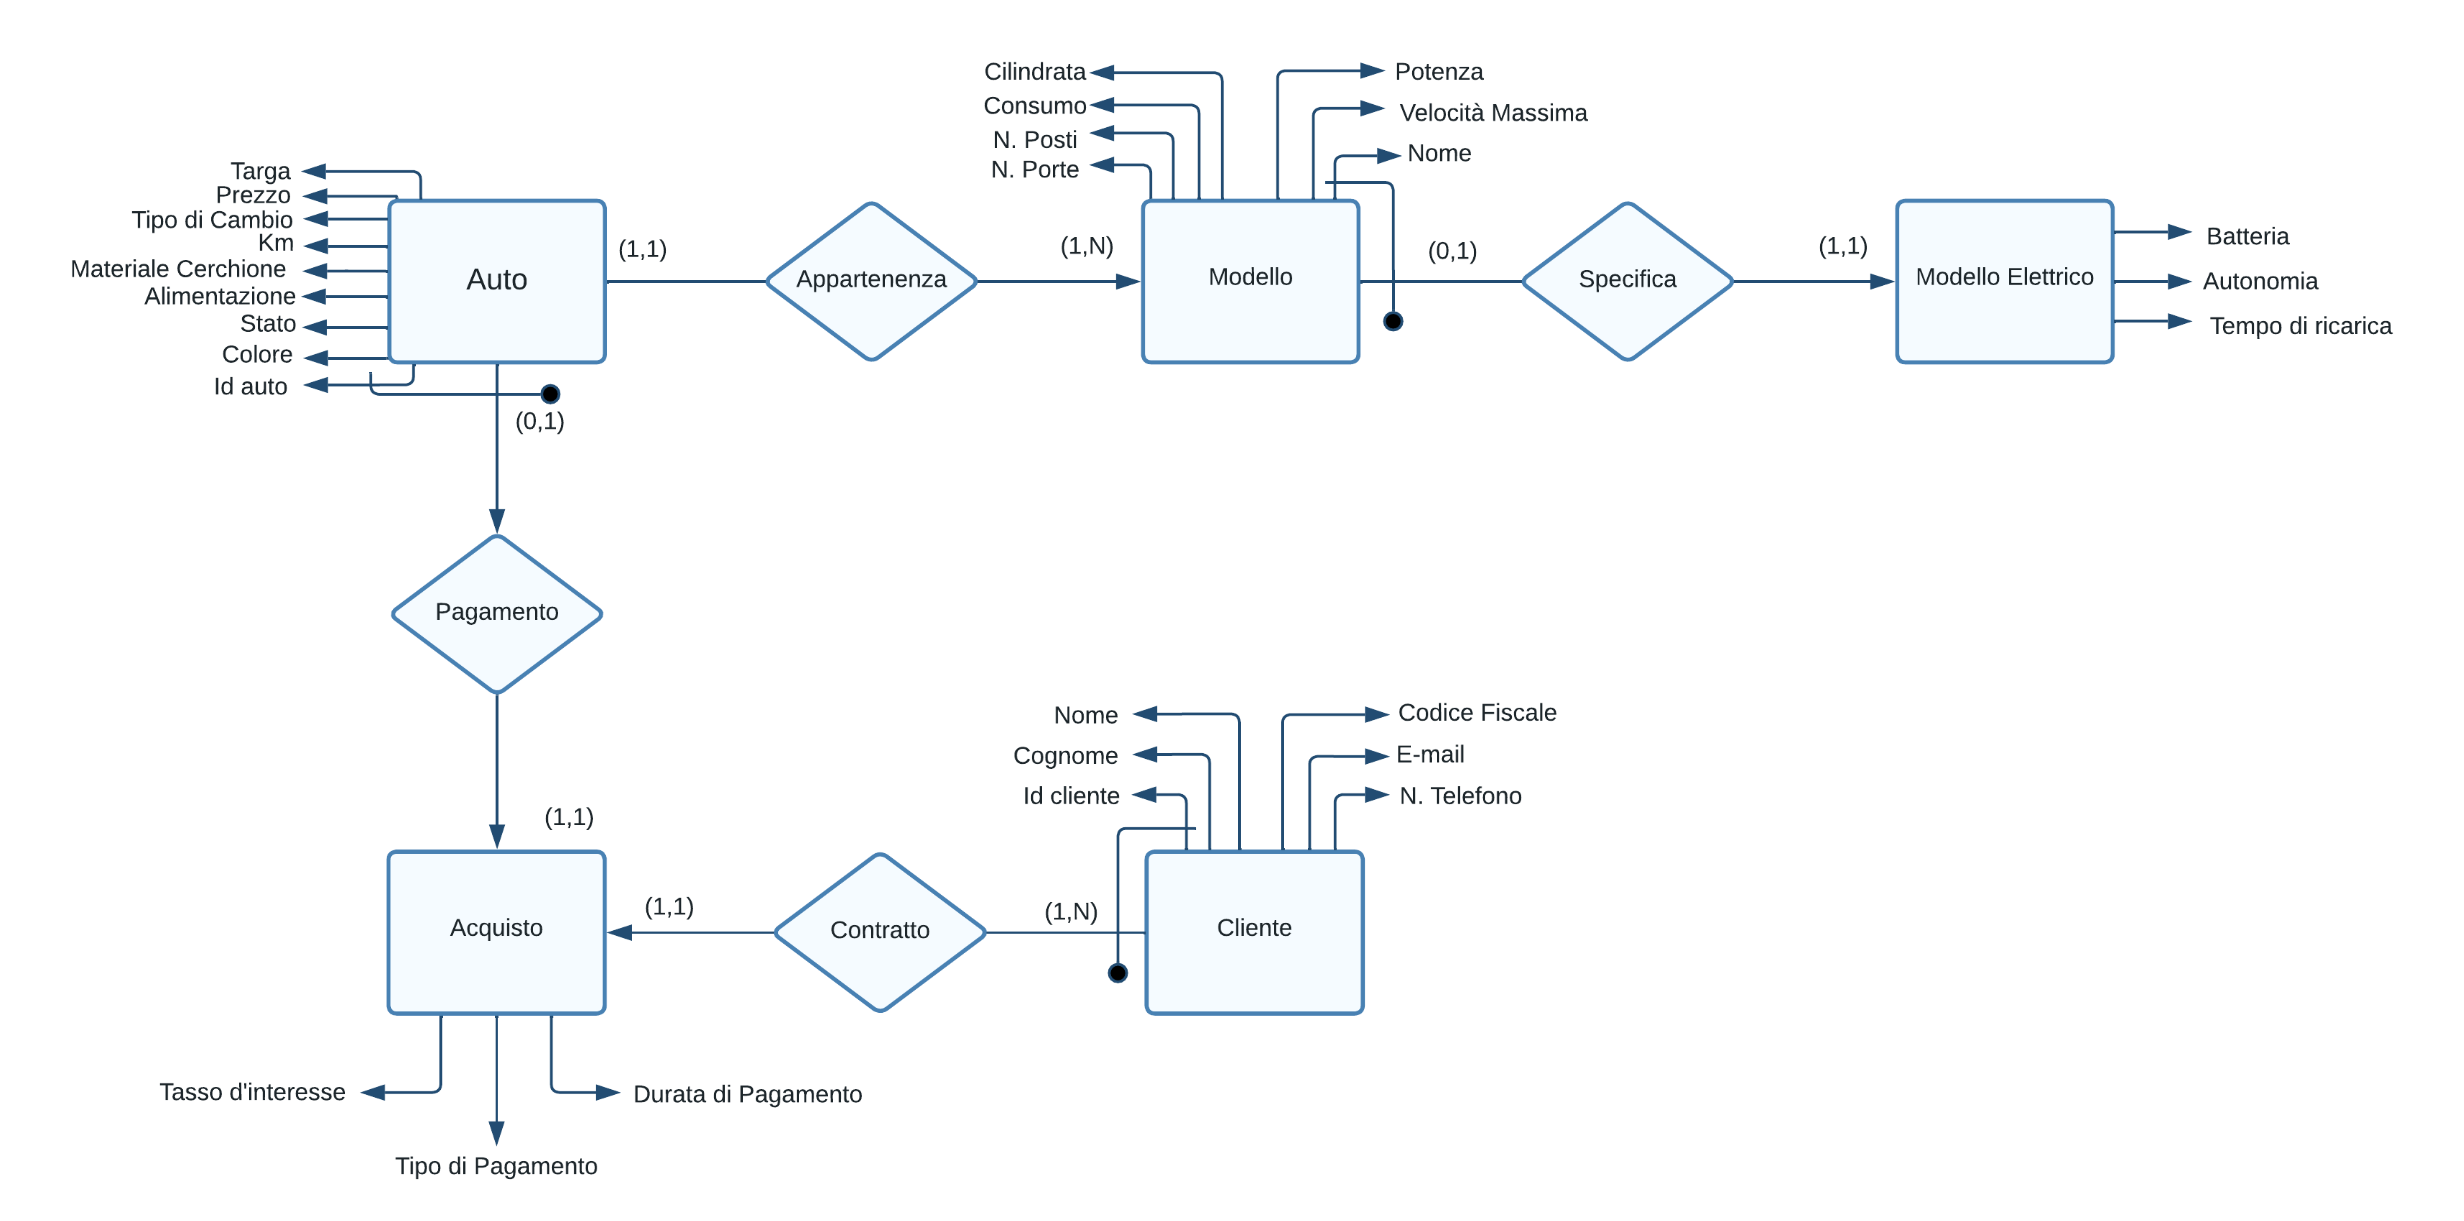 Cilindrata
Potenza
Consumo
Velocità Massima
N. Posti
Nome
N. Porte
Targa
Prezzo
Tipo di Cambio
Km
Materiale Cerchione
Alimentazione
Stato
Colore
Id auto
Auto
(1,1)
Appartenenza
(1,N)
Modello
(0,1)
Specifica
(1,1)
Modello Elettrico
Batteria
Autonomia
Tempo di ricarica
(0,1)
Pagamento
Nome
Codice Fiscale
Cognome
E-mail
Id cliente
N. Telefono
(1,1)
Acquisto
(1,1)
Contratto
(1,N)
Cliente
Tasso d'interesse
Durata di Pagamento
Tipo di Pagamento